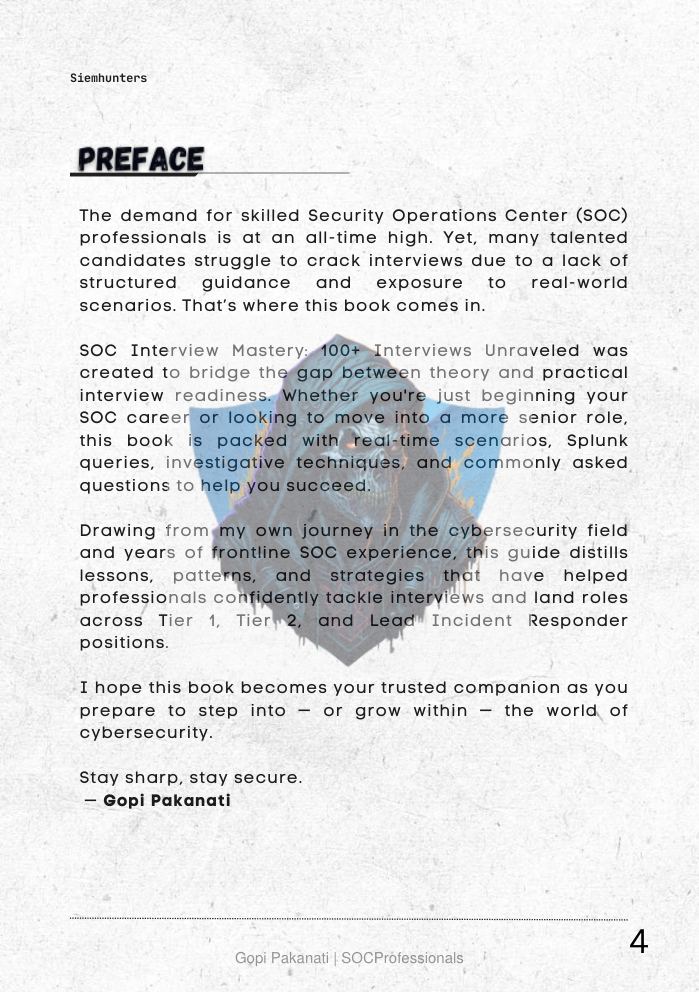 Siemhunters
PREFACE
The demand for skilled Security Operations Center (SOC)
professionals is at an all-time high. Yet, many talented
candidates struggle to crack interviews due to a lack of
structured guidance and exposure to real-world
scenarios. That's where this book comes in.
SOC Interview Mastery: 100+ Interviews Unraveled was
created to bridge the gap between theory and practical
interview readiness. Whether you're just beginning your
SOC career or looking to move into a more senior role,
this book is packed with real-time scenarios, Splunk
queries, investigative techniques, and commonly asked
questions to help you succeed.
Drawing from my own journey in the cybersecurity field
and years of frontline SOC experience, this guide distills
lessons, patterns, and strategies that have helped
professionals confidently tackle interviews and land roles
across Tier 1, Tier 2, and Lead Incident Responder
positions.
I hope this book becomes your trusted companion as you
prepare to step into — or grow within — the world of
cybersecurity.
Stay sharp, stay secure.
— Gopi Pakanati
4
Gopi Pakanati | SOCProfessionals